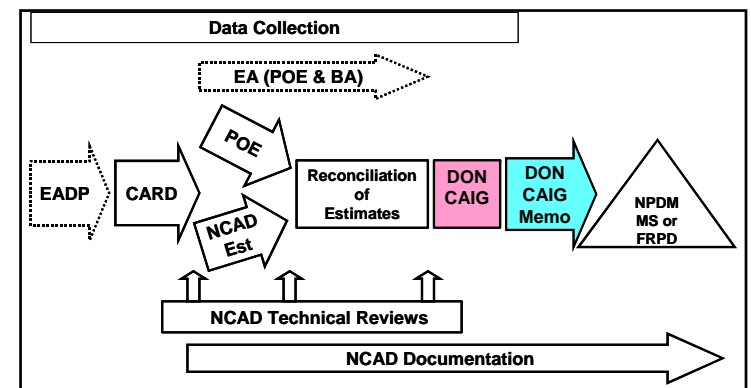 Data Collection
EA (POE & BA)
POE
EADP
CARD
NCAD
Est
Reconciliation
of
Estimates
DON
CAIG
DON
CAIG
Memo
NPDM
MS or
FRPD
NCAD Technical Reviews
NCAD Documentation